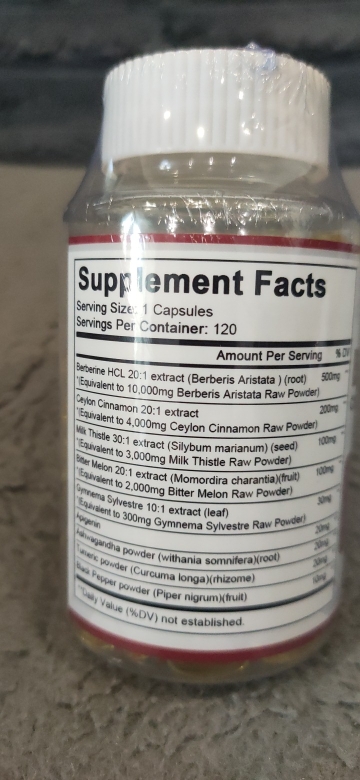 Supplement Facts
Serving Size: 1 Capsules
Servings Per Container: 120
Amount Per Serving % DV
Berberine HCL 20:1 extract (Berberis Aristata ) (root) 500mg **
*(Equivalent to 10,000mg Berberis Aristata Raw Powder)
Ceylon Cinnamon 20:1 extract 200mg **
*(Equivalent to 4,000mg Ceylon Cinnamon Raw Powder)
Milk Thistle 30:1 extract (Silybum marianum) (seed) 100mg *
*(Equivalent to 3,000mg Milk Thistle Raw Powder)
Bitter Melon 20:1 extract (Momordira charantia)(fruit) 100mg *
*(Equivalent to 2,000mg Bitter Melon Raw Powder)
Gymnema Sylvestre 10:1 extract (leaf) 30mg
*(Equivalent to 300mg Gymnema Sylvestre Raw Powder)
Apigenin 20mg
Ashwagandha powder (withania somnifera)(root) 20mg
Tumeric powder (Curcuma longa)(rhizome) 20mg
Black Pepper powder (Piper nigrum)(fruit) 10mg
**Daily Value (%DV) not established.